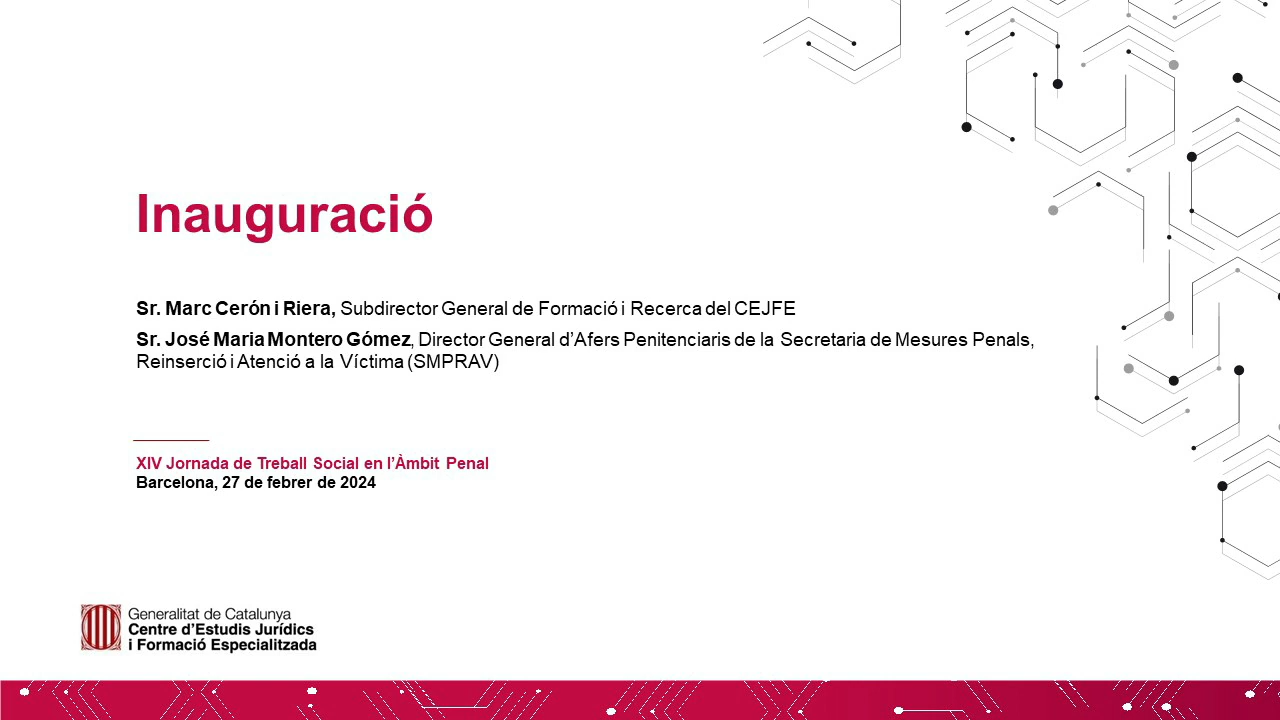 Inauguració
Sr. Marc Cerón i Riera, Subdirector General de Formació i Recerca del CEJFE
Sr. José Maria Montero Gómez, Director General d’Afers Penitenciaris de la Secretaria de Mesures Penals,
Reinserció i Atenció a la Víctima (SMPRAV)
XIV Jornada de Treball Social en l’Àmbit Penal
Barcelona, 27 de febrer de 2024
Generalitat de Catalunya
Centre d’Estudis Jurídics
i Formació Especialitzada